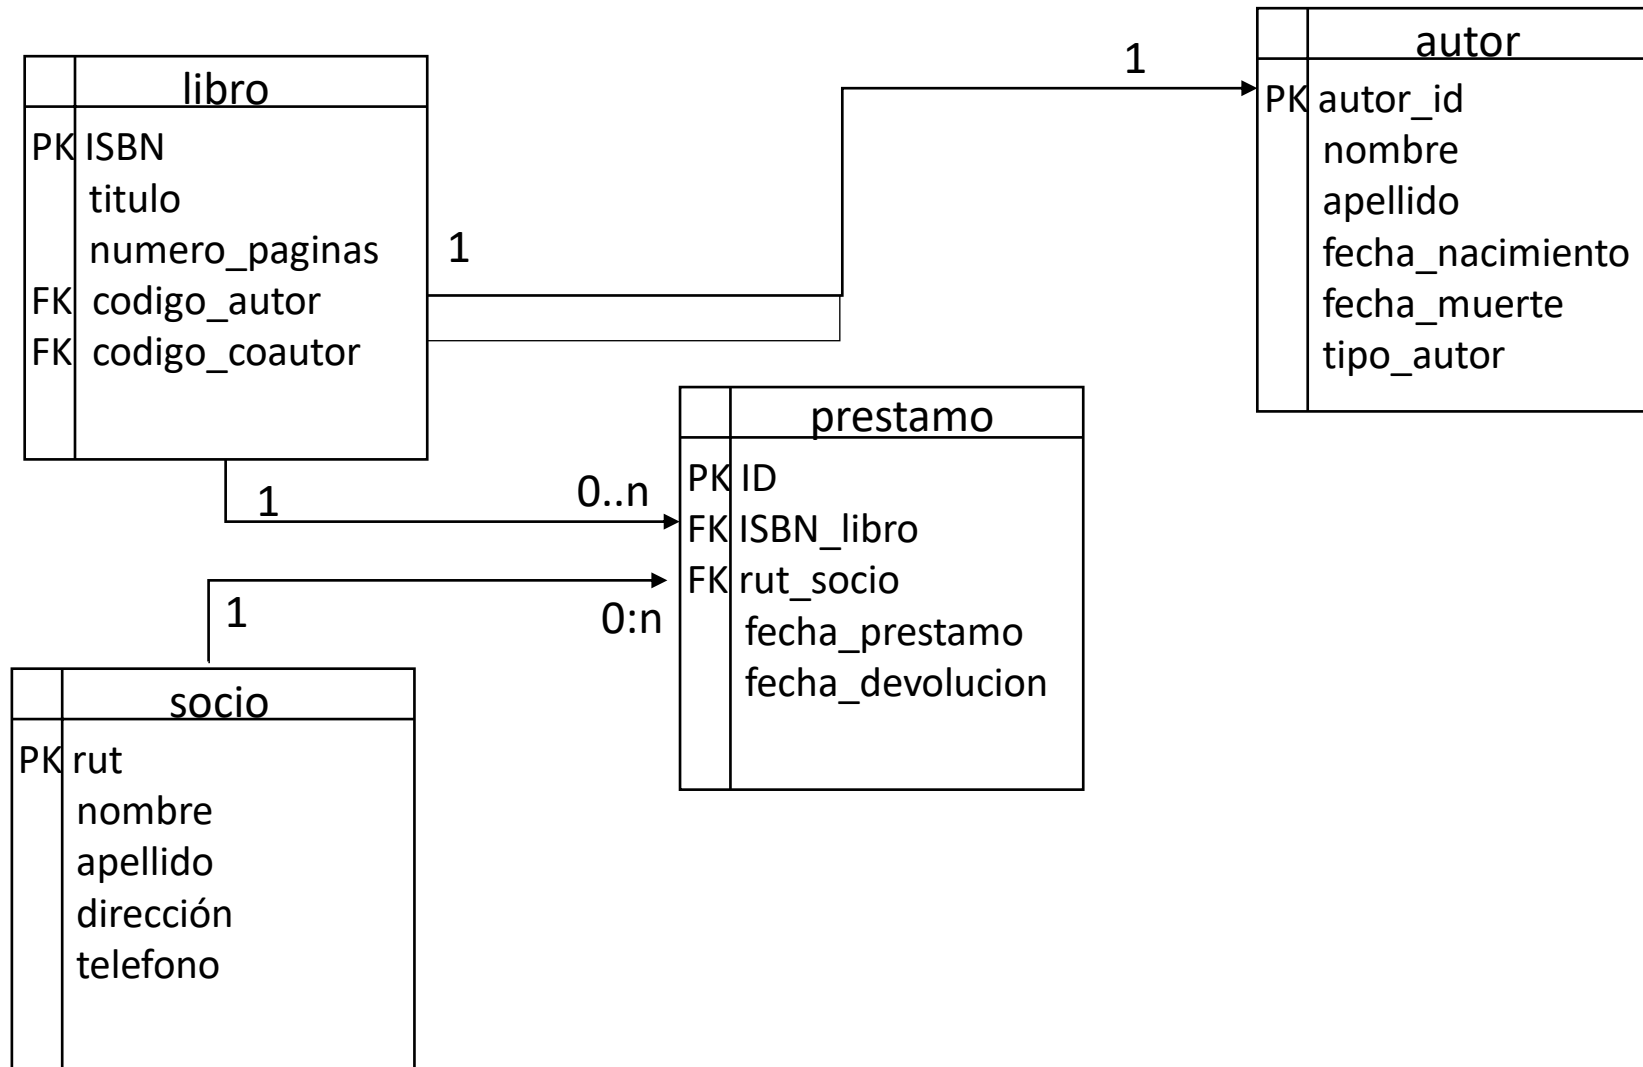 libro
PK ISBN
titulo
numero_paginas
FK codigo_autor
FK codigo_coautor
1
1
autor
PK autor_id
nombre
apellido
fecha_nacimiento
fecha_muerte
tipo_autor
1
0..n
prestamo
PK ID
FK ISBN_libro
FK rut_socio
fecha_prestamo
fecha_devolucion
1
0:n
socio
PK rut
nombre
apellido
dirección
telefono